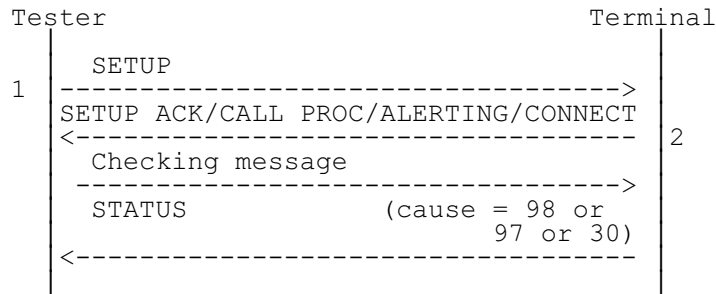 Tester Terminal
SETUP
1 ------------------------------------>
SETUP ACK/CALL PROC/ALERTING/CONNECT
<----------------------------------- 2
Checking message
---------------------------------->
STATUS (cause = 98 or
97 or 30)
<-----------------------------------